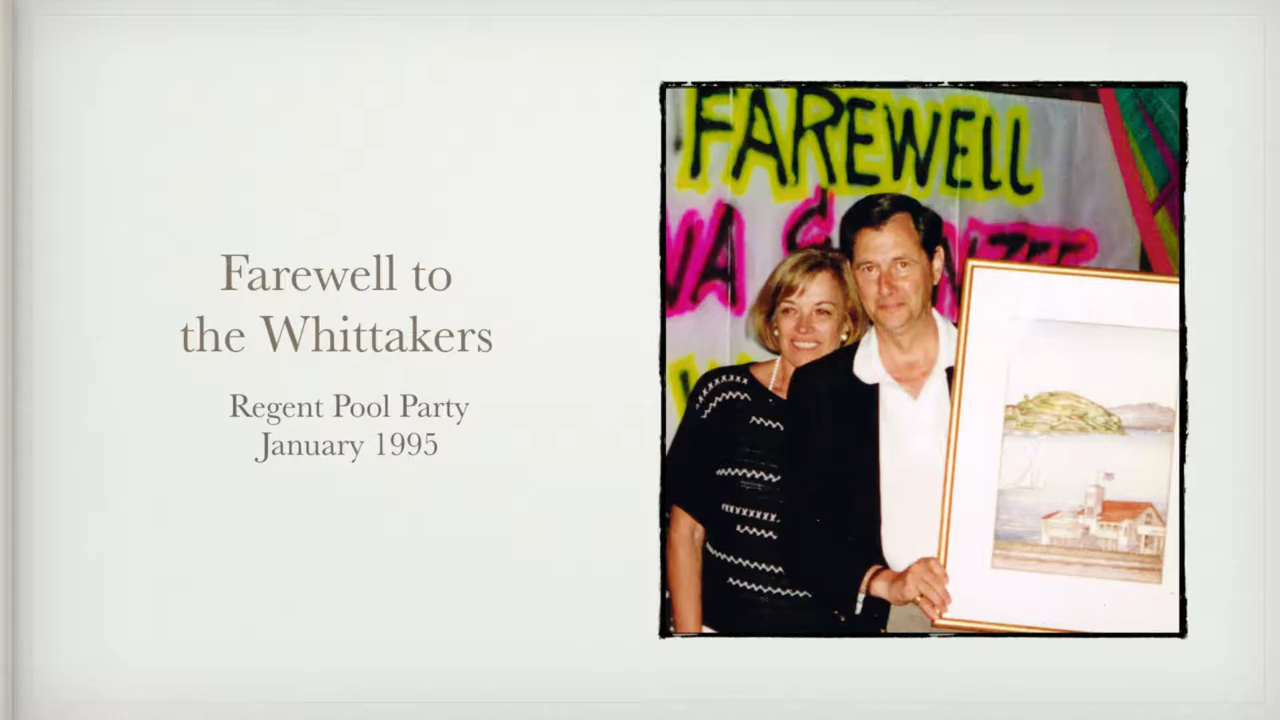 Farewell to
the Whittakers
Regent Pool Party
January 1995
FAREWELL